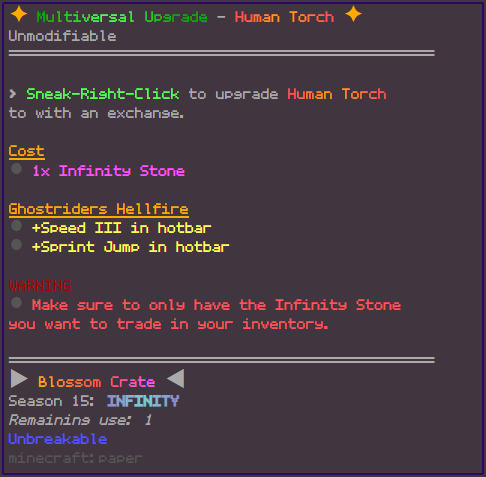 ✦ Multiversal Upgrade - Human Torch ✦
Unmodifiable
> Sneak-Right-Click to upgrade Human Torch
to with an exchange.
Cost
● 1x Infinity Stone
Ghostriders Hellfire
● +Speed III in hotbar
● +Sprint Jump in hotbar
WARNING
● Make sure to only have the Infinity Stone
you want to trade in your inventory.
▶ Blossom Crate ◀
Season 15: INFINITY
Remaining use: 1
Unbreakable
minecraft:paper